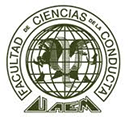 FACULTAD DE CIENCIAS DE LA CONDUCTA
UAEM